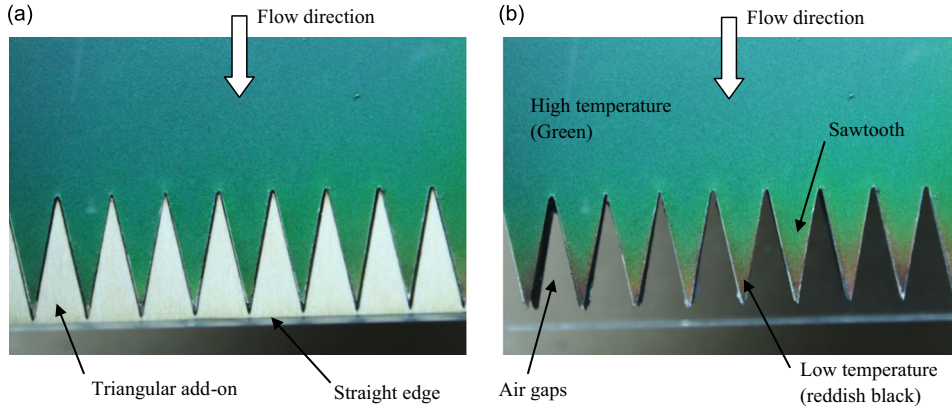 (a)
Flow direction
Triangular add-on
Straight edge
(b)
Flow direction
High temperature
(Green)
Sawtooth
Air gaps
Low temperature
(reddish black)